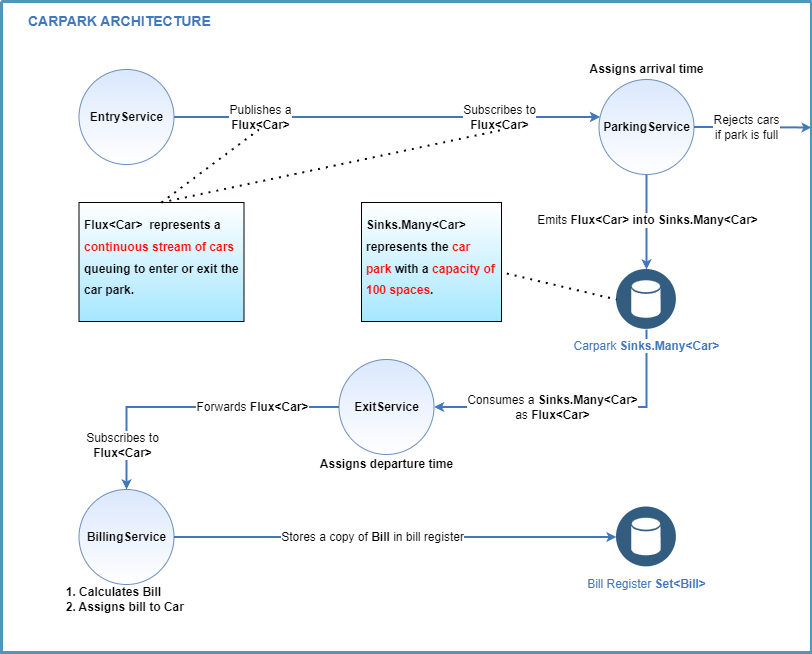 CARPARK ARCHITECTURE
Assigns arrival time
EntryService
Publishes a
Flux<Car>
Subscribes to
Flux<Car>
ParkingService
Rejects cars
if park is full
Flux<Car> represents a
continuous stream of cars
queuing to enter or exit the
car park.
Sinks.Many<Car>
represents the car
park with a capacity of
100 spaces.
Emits Flux<Car> into Sinks.Many<Car>
Carpark Sinks.Many<Car>
Consumes a Sinks.Many<Car>
as Flux<Car>
ExitService
Assigns departure time
Forwards Flux<Car>
Subscribes to
Flux<Car>
BillingService
1. Calculates Bill
2. Assigns bill to Car
Stores a copy of Bill in bill register
Bill Register Set<Bill>